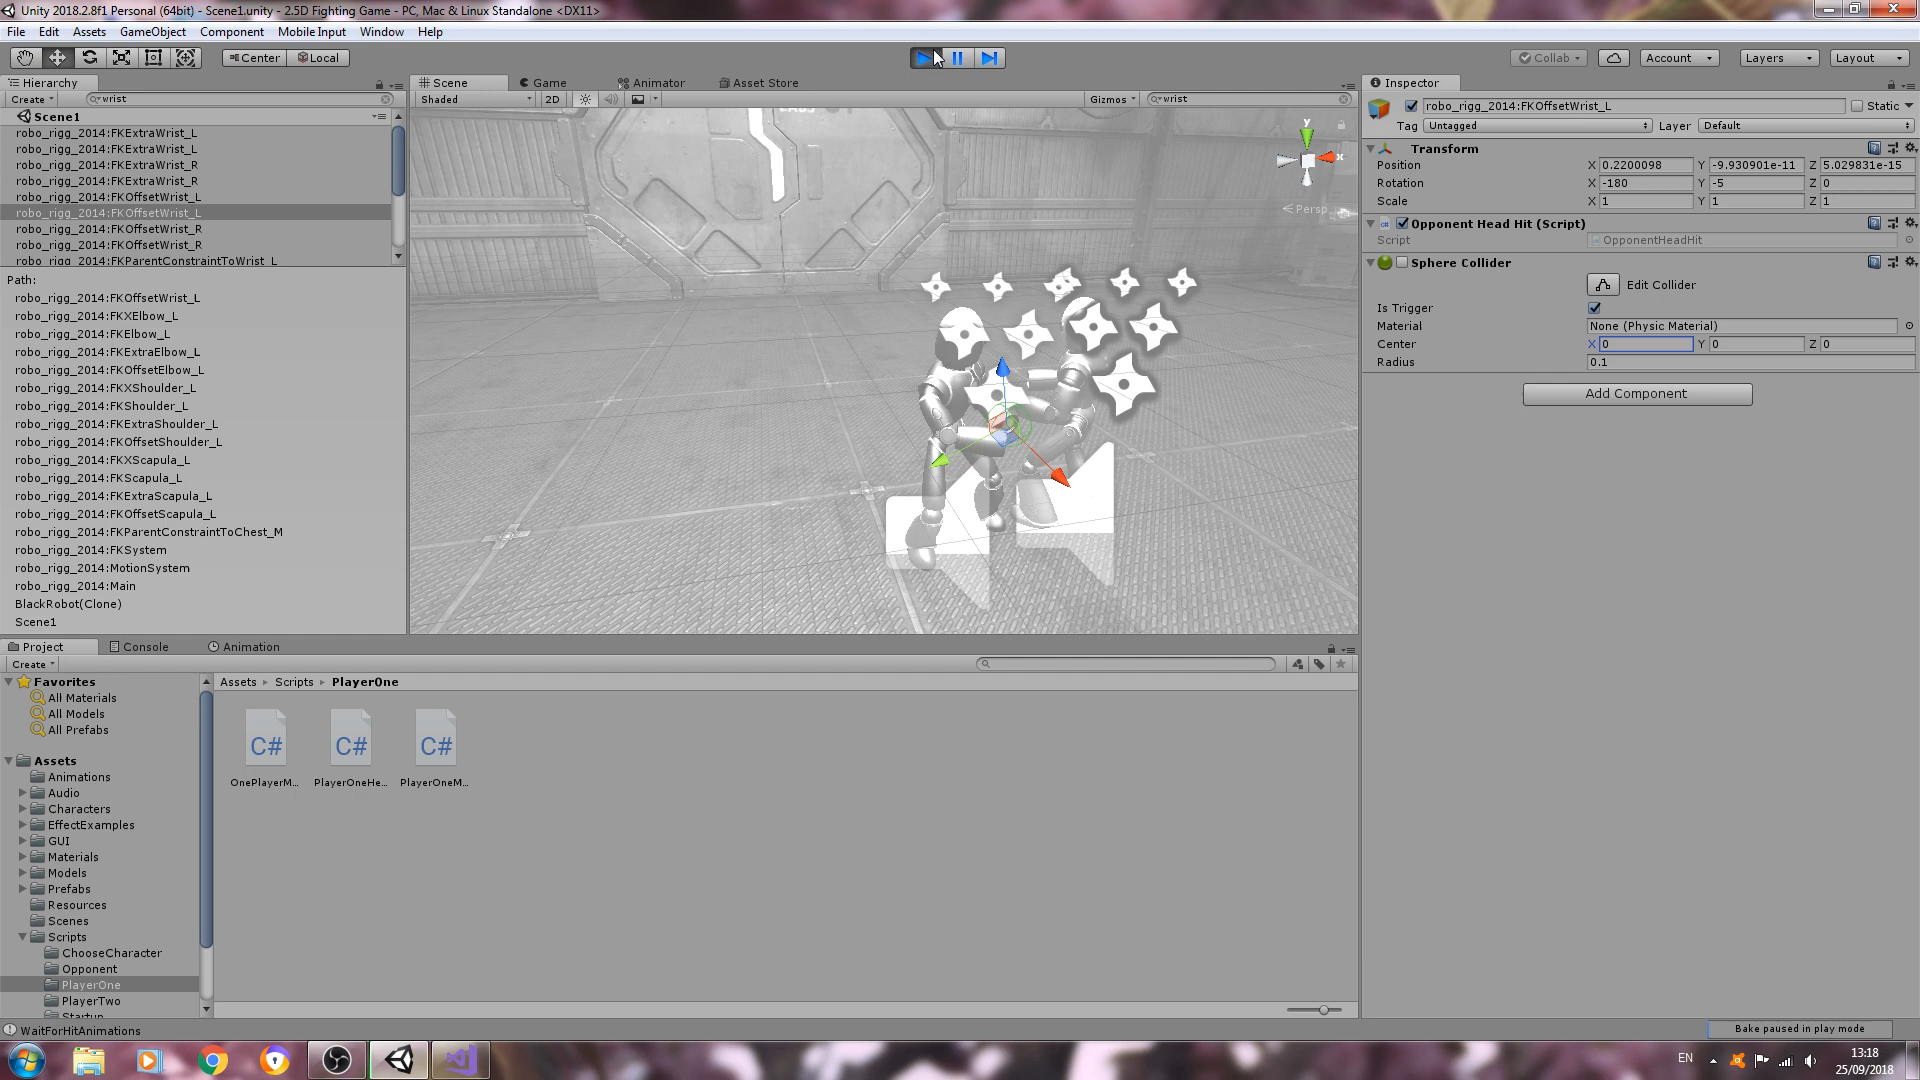 Unity 2018.2.8f1 Personal (64bit) - Scene1.unity - 2.5D Fighting Game - PC, Mac & Linux Standalone <DX11>
File Edit Assets GameObject Component Mobile Input Window Help
Center Local
Collab Account Layers Layout
Hierarchy
Create wrist
Scene1
robo_rigg_2014:FKExtraWrist_L
robo_rigg_2014:FKExtraWrist_L
robo_rigg_2014:FKExtraWrist_R
robo_rigg_2014:FKExtraWrist_R
robo_rigg_2014:FKOffsetWrist_L
robo_rigg_2014:FKOffsetWrist_L
robo_rigg_2014:FKOffsetWrist_R
robo_rigg_2014:FKOffsetWrist_R
robo_rigg_2014:FKParentConstraintToWrist_L
Path:
robo_rigg_2014:FKOffsetWrist_L
robo_rigg_2014:FKXElbow_L
robo_rigg_2014:FKElbow_L
robo_rigg_2014:FKExtraElbow_L
robo_rigg_2014:FKOffsetElbow_L
robo_rigg_2014:FKXShoulder_L
robo_rigg_2014:FKShoulder_L
robo_rigg_2014:FKExtraShoulder_L
robo_rigg_2014:FKOffsetShoulder_L
robo_rigg_2014:FKXScapula_L
robo_rigg_2014:FKScapula_L
robo_rigg_2014:FKExtraScapula_L
robo_rigg_2014:FKOffsetScapula_L
robo_rigg_2014:FKParentConstraintToChest_M
robo_rigg_2014:FKSystem
robo_rigg_2014:MotionSystem
robo_rigg_2014:Main
BlackRobot(Clone)
Scene1
Scene Game Animator Asset Store
Shaded 2D Gizmos wrist
y
x
Persp
Inspector
robo_rigg_2014:FKOffsetWrist_L Static
Tag Untagged Layer Default
Transform
Position X 0.2200098 Y -9.930901e-11 Z 5.029831e-15
Rotation X -180 Y -5 Z 0
Scale X 1 Y 1 Z 1
Opponent Head Hit (Script)
Script OpponentHeadHit
Sphere Collider
Edit Collider
Is Trigger
Material None (Physic Material)
Center X 0 Y 0 Z 0
Radius 0.1
Add Component
Project Console Animation
Create
Favorites
All Materials
All Models
All Prefabs
Assets
Animations
Audio
Characters
EffectExamples
GUI
Materials
Models
Prefabs
Resources
Scenes
Scripts
ChooseCharacter
Opponent
PlayerOne
PlayerTwo
Startup
Assets Scripts PlayerOne
C# C# C#
OnePlayerM... PlayerOneHe... PlayerOneM...
WaitForHitAnimations
Bake paused in play mode
EN
13:18
25/09/2018